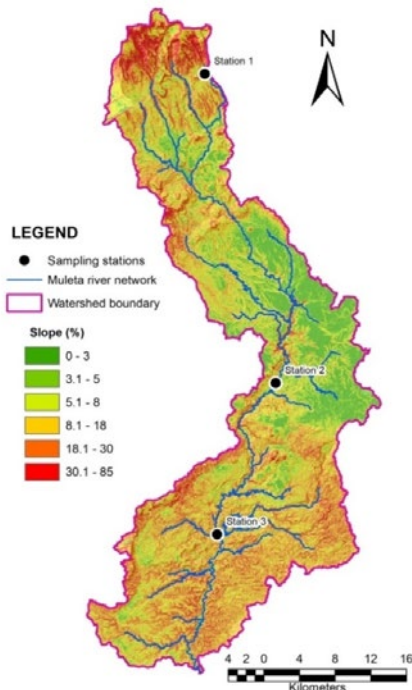 N
Station 1
LEGEND
Sampling stations
Muleta river network
Watershed boundary
Slope (%)
0 - 3
3.1 - 5
5.1 - 8
8.1 - 18
18.1 - 30
30.1 - 85
Station 2
Station 3
4 2 0 4 8 12 16
Kilometers